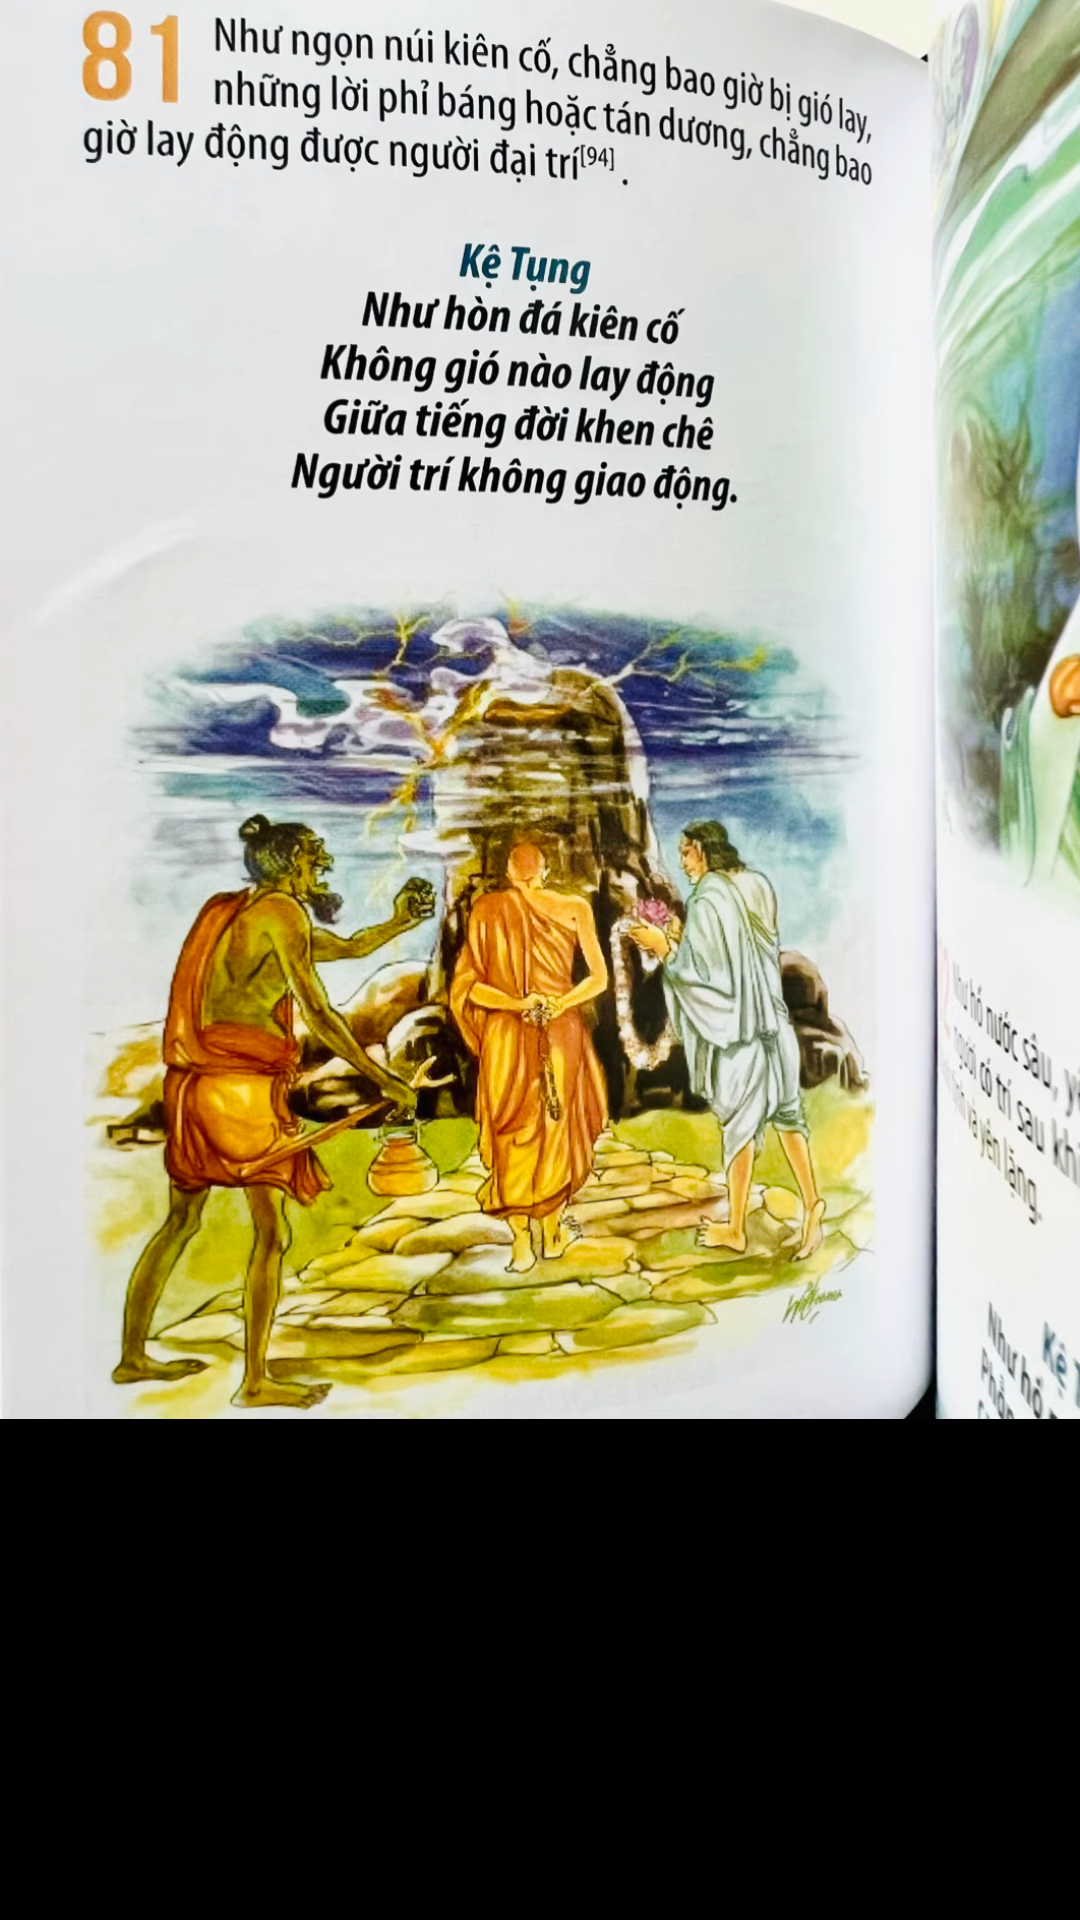 81 Như ngọn núi kiên cố, chẳng bao giờ bị gió lay,
những lời phỉ báng hoặc tán dương, chẳng bao
giờ lay động được người đại trí[94] .
Kệ Tụng
Như hòn đá kiên cố
Không gió nào lay động
Giữa tiếng đời khen chê
Người trí không giao động.
Như hồ nước sâu,
người có trí sau
và yên lặng.
Kệ
Như hồ